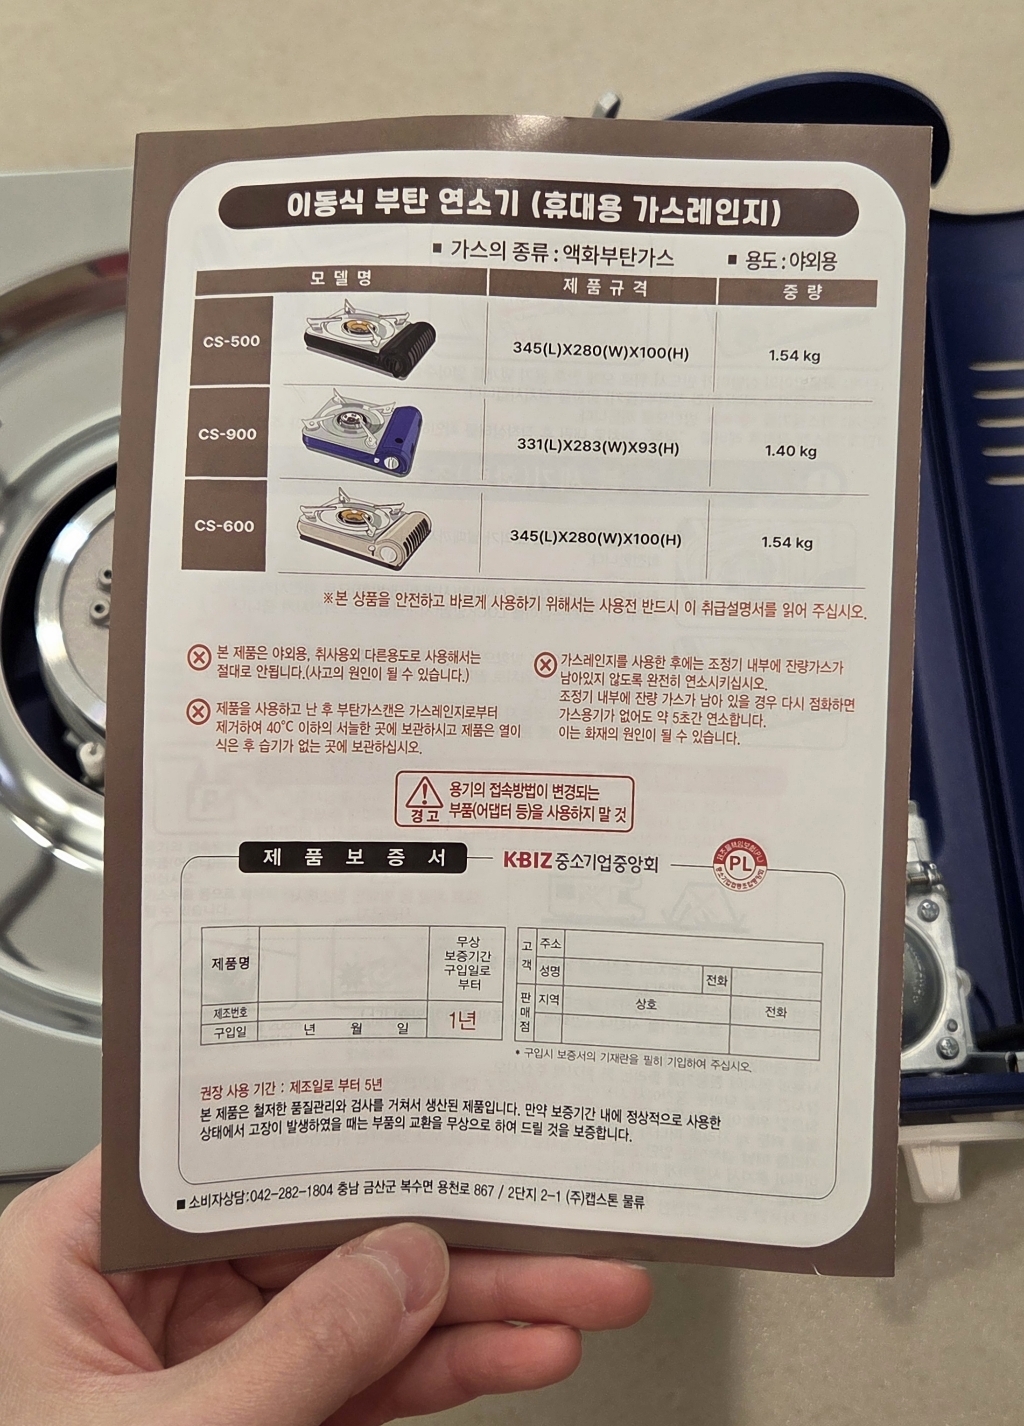 이동식 부탄 연소기 (휴대용 가스레인지)
■ 가스의 종류 : 액화부탄가스 ■ 용도 : 야외용
모델명 제품규격 중량
CS-500 345(L)X280(W)X100(H) 1.54 kg
CS-900 331(L)X283(W)X93(H) 1.40 kg
CS-600 345(L)X280(W)X100(H) 1.54 kg
※본 상품을 안전하고 바르게 사용하기 위해서는 사용전 반드시 이 취급설명서를 읽어 주십시오.
본 제품은 야외용, 취사용외 다른용도로 사용해서는
절대로 안됩니다.(사고의 원인이 될 수 있습니다.)
제품을 사용하고 난 후 부탄가스캔은 가스레인지로부터
제거하여 40℃ 이하의 서늘한 곳에 보관하시고 제품은 열이
식은 후 습기가 없는 곳에 보관하십시오.
가스레인지를 사용한 후에는 조정기 내부에 잔량가스가
남아있지 않도록 완전히 연소시키십시오.
조정기 내부에 잔량 가스가 남아 있을 경우 다시 점화하면
가스용기가 없어도 약 5초간 연소합니다.
이는 화재의 원인이 될 수 있습니다.
경고
용기의 접속방법이 변경되는
부품(어댑터 등)을 사용하지 말 것
제품보증서
K-BIZ 중소기업중앙회
PL
제품명
무상
보증기간
구입일로
부터
제조번호
구입일 년 월 일
1년
고객 주소
성명 전화
판매점 지역 상호 전화
• 구입시 보증서의 기재란을 필히 기입하여 주십시오.
권장 사용 기간 : 제조일로 부터 5년
본 제품은 철저한 품질관리와 검사를 거쳐서 생산된 제품입니다. 만약 보증기간 내에 정상적으로 사용한
상태에서 고장이 발생하였을 때는 부품의 교환을 무상으로 하여 드릴 것을 보증합니다.
■ 소비자상담:042-282-1804 충남 금산군 복수면 용천로 867 / 2단지 2-1 (주)캡스톤 물류